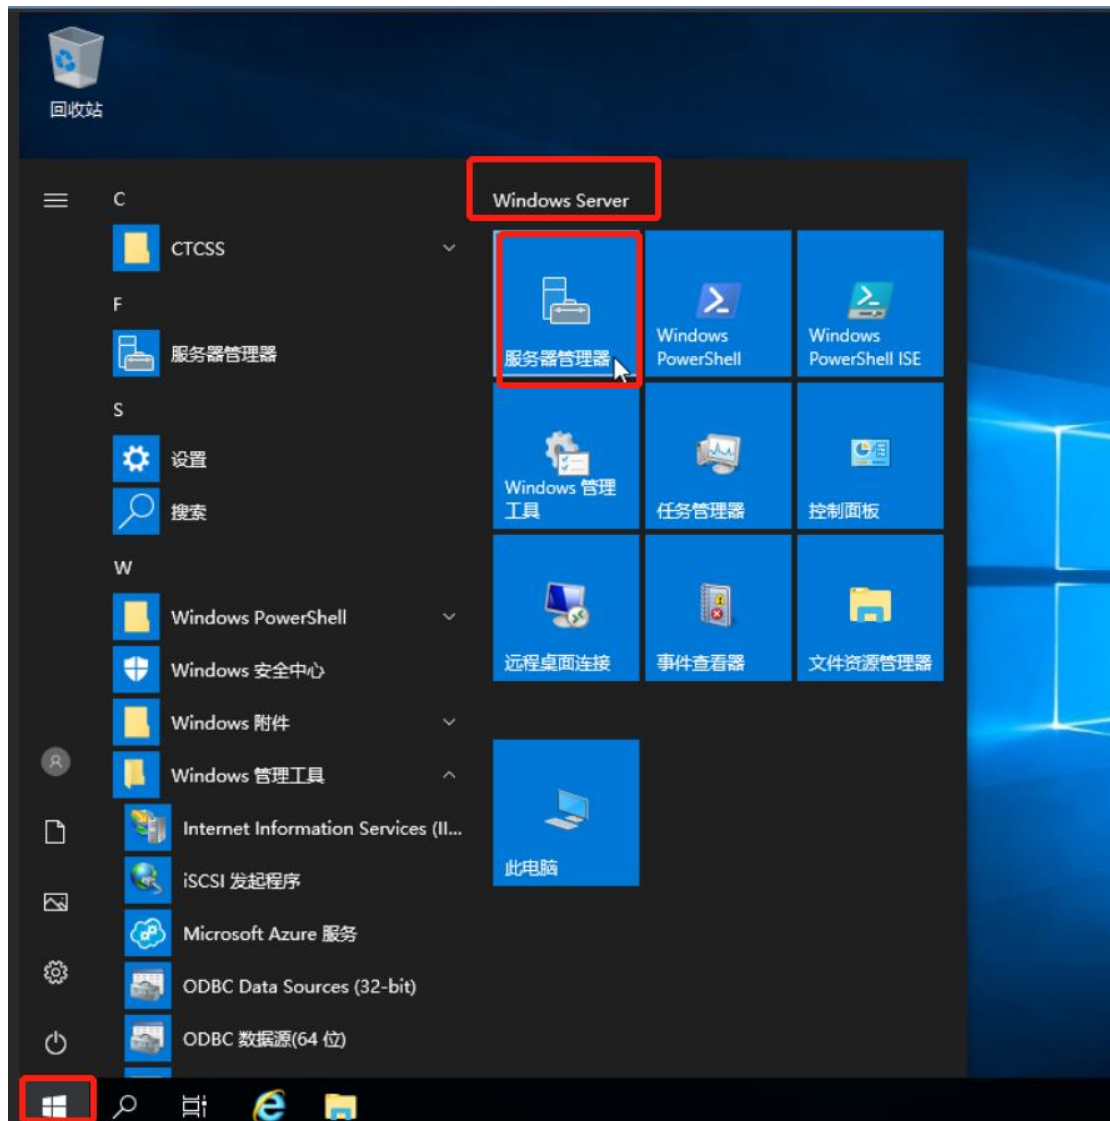 回收站
C
CTCSS
F
服务器管理器
S
设置
搜索
W
Windows PowerShell
Windows 安全中心
Windows 附件
Windows 管理工具
Internet Information Services (II...
iSCSI 发起程序
Microsoft Azure 服务
ODBC Data Sources (32-bit)
ODBC 数据源(64 位)
Windows Server
服务器管理器
Windows
PowerShell
Windows
PowerShell ISE
Windows 管理
工具
任务管理器
控制面板
远程桌面连接
事件查看器
文件资源管理器
此电脑